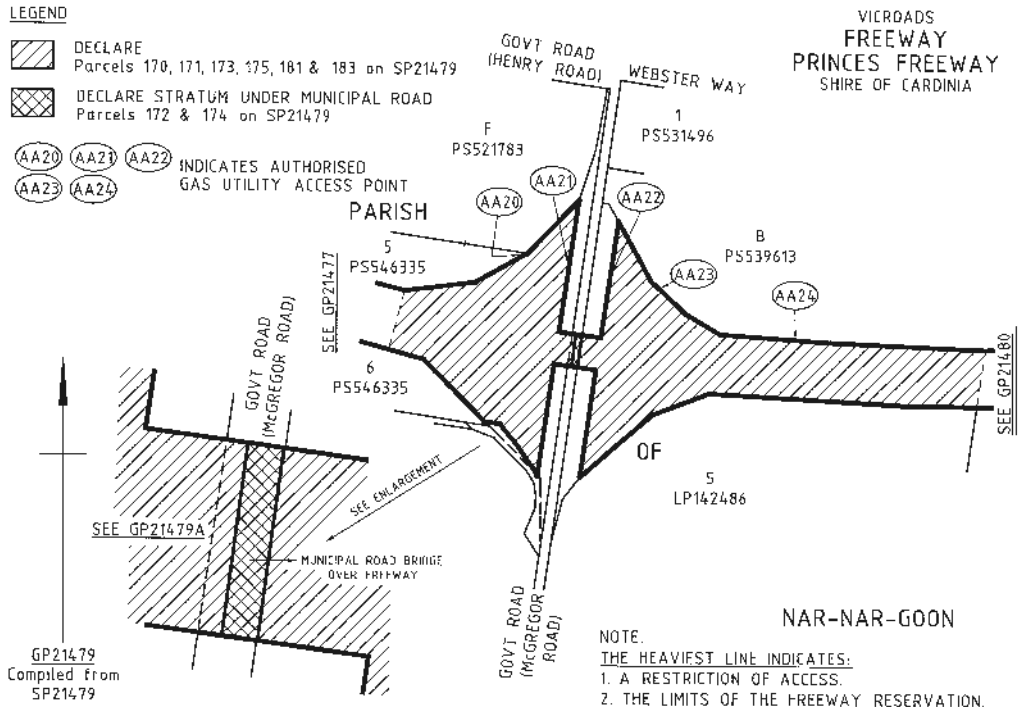 LEGEND
DECLARE
Parcels 170, 171, 173, 175, 181 & 183 on SP21479
DECLARE STRATUM UNDER MUNICIPAL ROAD
Parcels 172 & 174 on SP21479
AA20 AA21 AA22
AA23 AA24
INDICATES AUTHORISED
GAS UTILITY ACCESS POINT
VICROADS
FREEWAY
PRINCES FREEWAY
SHIRE OF CARDINIA
GOVT ROAD
(HENRY ROAD)
WEBSTER WAY
1
PS531496
F
PS521783
AA21
AA20
AA22
PARISH
5
PS546335
B
PS539613
AA23
AA24
SEE GP21477
SEE GP21480
6
PS546335
GOVT ROAD
(McGREGOR ROAD)
OF
5
LP142486
SEE ENLARGEMENT
SEE GP21479A
MUNICIPAL ROAD BRIDGE
OVER FREEWAY
GOVT ROAD
(McGREGOR
ROAD)
NAR-NAR-GOON
GP21479
Compiled from
SP21479
NOTE.
THE HEAVIEST LINE INDICATES:
1. A RESTRICTION OF ACCESS.
2. THE LIMITS OF THE FREEWAY RESERVATION.